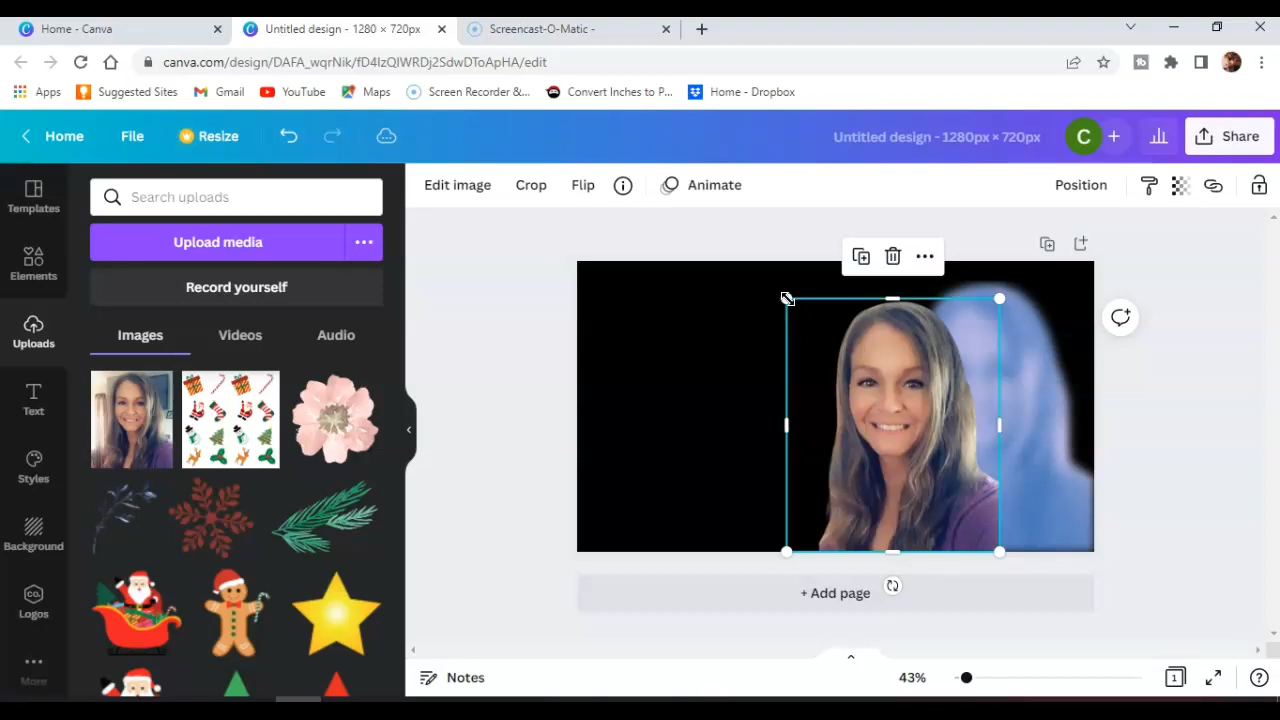 Home - Canva
Untitled design - 1280 × 720px
Screencast-O-Matic -
canva.com/design/DAFA_wqrNik/fD4IzQIWRDj2SdwDToApHA/edit
Apps
Suggested Sites
Gmail
YouTube
Maps
Screen Recorder &...
Convert Inches to P...
Home - Dropbox
Home
File
Resize
Untitled design - 1280px × 720px
C
Share
Templates
Elements
Uploads
Text
Styles
Background
Logos
More
Search uploads
Upload media
Record yourself
Images
Videos
Audio
Edit image
Crop
Flip
Animate
Position
+ Add page
Notes
43%
1